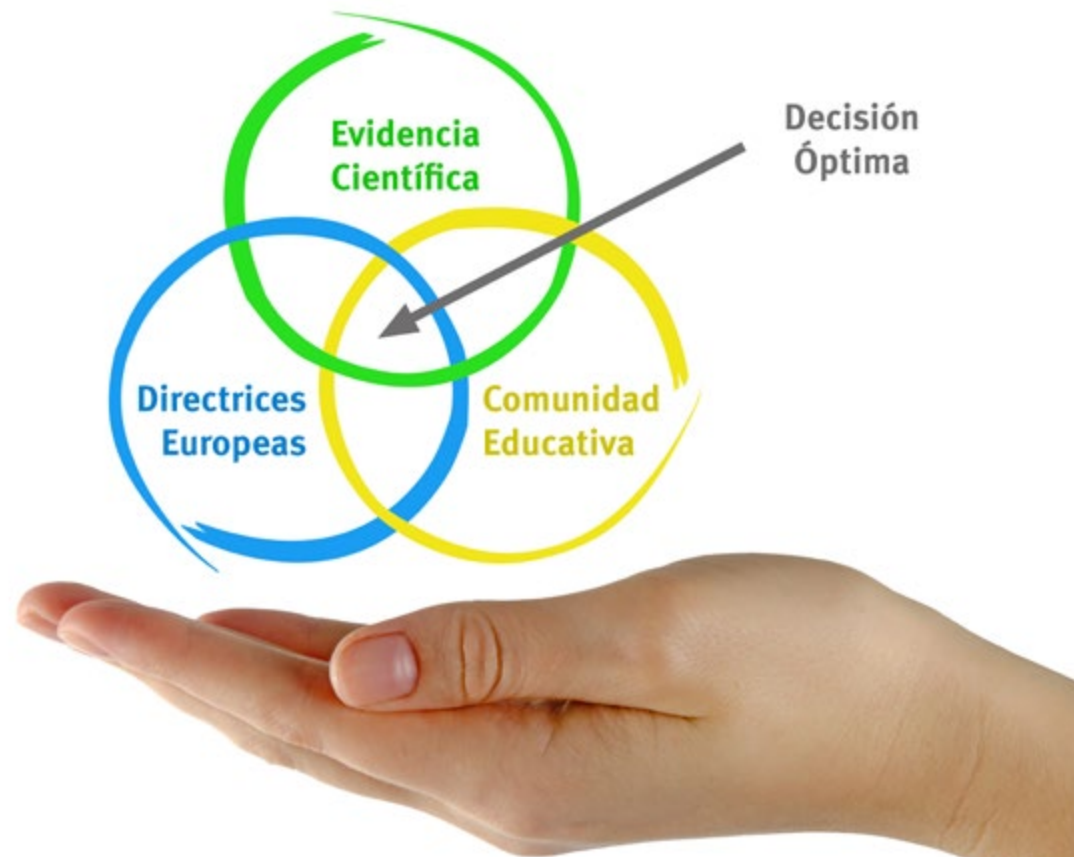 Evidencia
Científica
Decisión
Óptima
Directrices
Europeas
Comunidad
Educativa